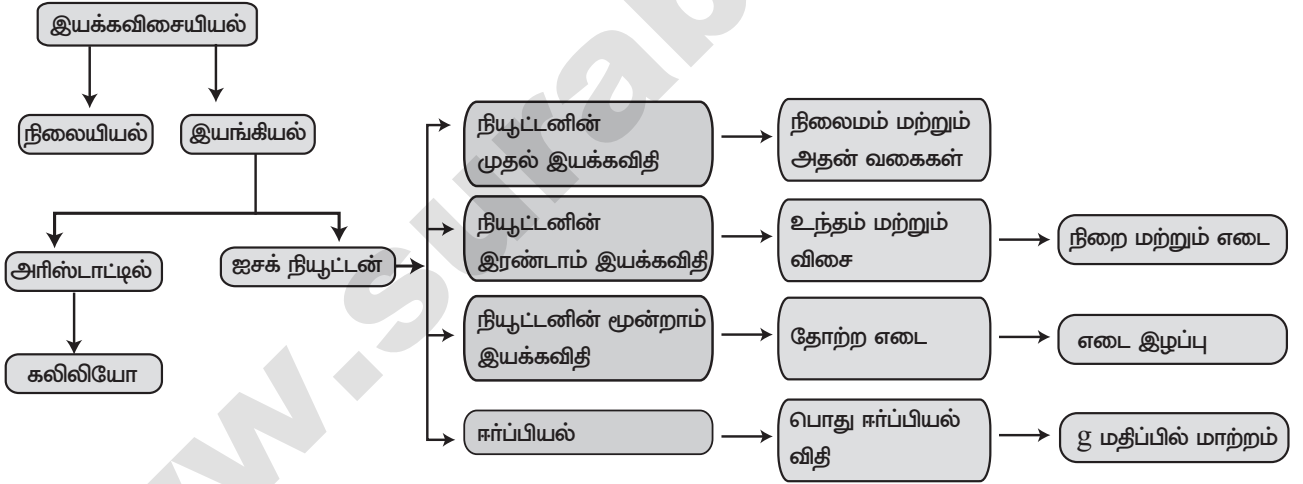 இயக்கவிசையியல்
நிலையியல்
இயங்கியல்
அரிஸ்டாட்டில்
ஐசக் நியூட்டன்
கலிலியோ
நியூட்டனின்
முதல் இயக்கவிதி
நிலைமம் மற்றும்
அதன் வகைகள்
நியூட்டனின்
இரண்டாம் இயக்கவிதி
உந்தம் மற்றும்
விசை
நிறை மற்றும் எடை
நியூட்டனின் மூன்றாம்
இயக்கவிதி
தோற்ற எடை
எடை இழப்பு
ஈர்ப்பியல்
பொது ஈர்ப்பியல்
விதி
g மதிப்பில் மாற்றம்